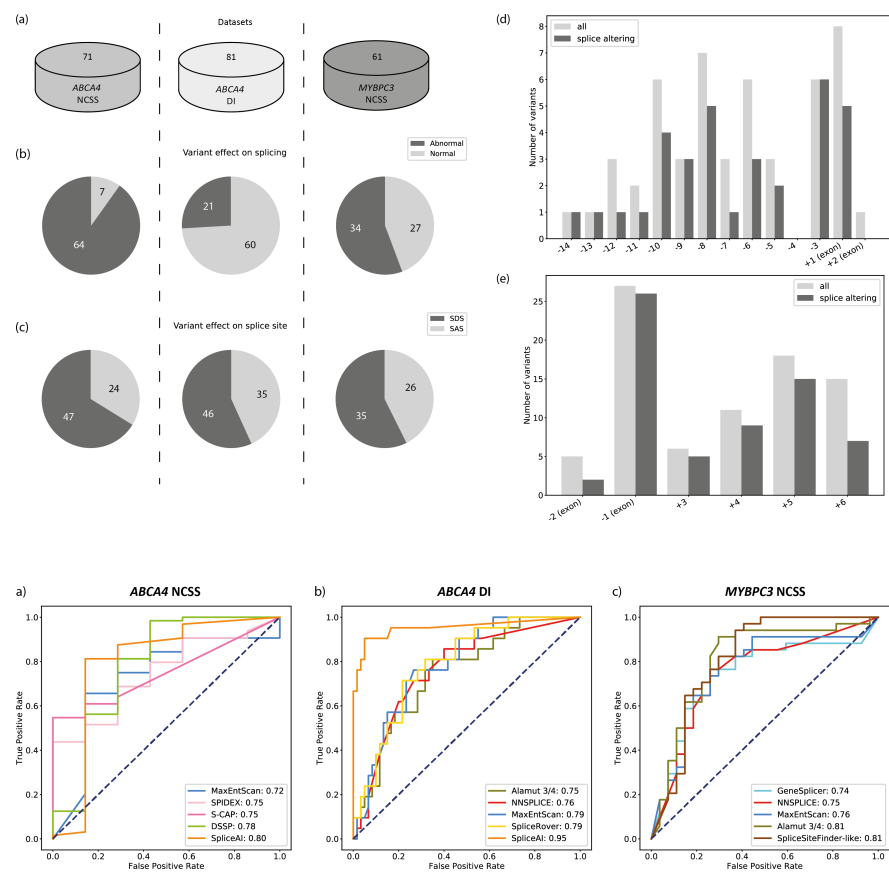 (a)
Datasets
71
81
61
ABCA4
NCSS
ABCA4
DI
MYBPC3
NCSS
(b)
Variant effect on splicing
Abnormal
Normal
7
64
21
60
34
27
(c)
Variant effect on splice site
SDS
SAS
24
47
35
46
26
35
(d)
all
splice altering
Number of variants
8
7
6
5
4
3
2
1
0
-14
-13
-12
-11
-10
-9
-8
-7
-6
-5
-4
-3
+1 (exon)
+2 (exon)
(e)
all
splice altering
Number of variants
25
20
15
10
5
0
-2 (exon)
-1 (exon)
+3
+4
+5
+6
a)
ABCA4 NCSS
True Positive Rate
1.0
0.8
0.6
0.4
0.2
0.0
MaxEntScan: 0.72
SPIDEX: 0.75
S-CAP: 0.75
DSSP: 0.78
SpliceAI: 0.80
0.0 0.2 0.4 0.6 0.8 1.0
False Positive Rate
b)
ABCA4 DI
True Positive Rate
1.0
0.8
0.6
0.4
0.2
0.0
Alamut 3/4: 0.75
NNSPLICE: 0.76
MaxEntScan: 0.79
SpliceRover: 0.79
SpliceAI: 0.95
0.0 0.2 0.4 0.6 0.8 1.0
False Positive Rate
c)
MYBPC3 NCSS
True Positive Rate
1.0
0.8
0.6
0.4
0.2
0.0
GeneSplicer: 0.74
NNSPLICE: 0.75
MaxEntScan: 0.76
Alamut 3/4: 0.81
SpliceSiteFinder-like: 0.81
0.0 0.2 0.4 0.6 0.8 1.0
False Positive Rate